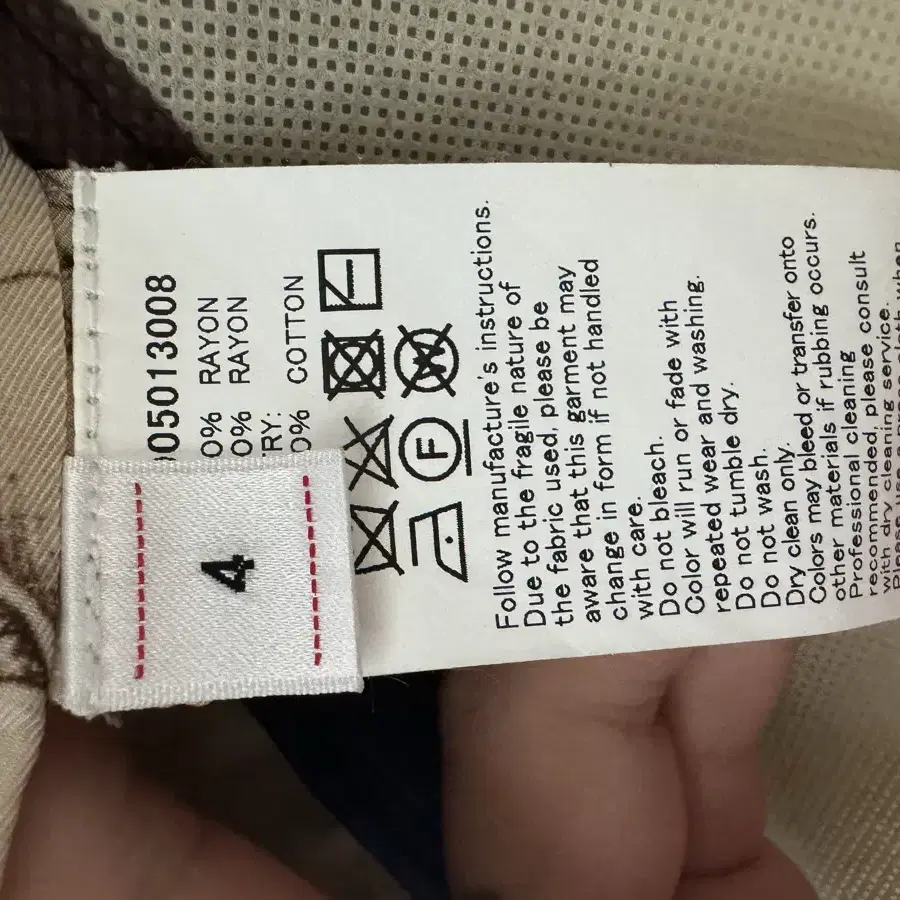 05013008
0% RAYON
0% RAYON
RY:
0% COTTON
F
W
4
Follow manufacture's instructions.
Due to the fragile nature of
the fabric used, please be
aware that this garment may
change in form if not handled
with care.
Do not bleach.
Color will run or fade with
repeated wear and washing.
Do not tumble dry.
Do not wash.
Dry clean only.
Colors may bleed or transfer onto
other materials if rubbing occurs.
Professional cleaning
recommended, please consult
with dry cleaning service.